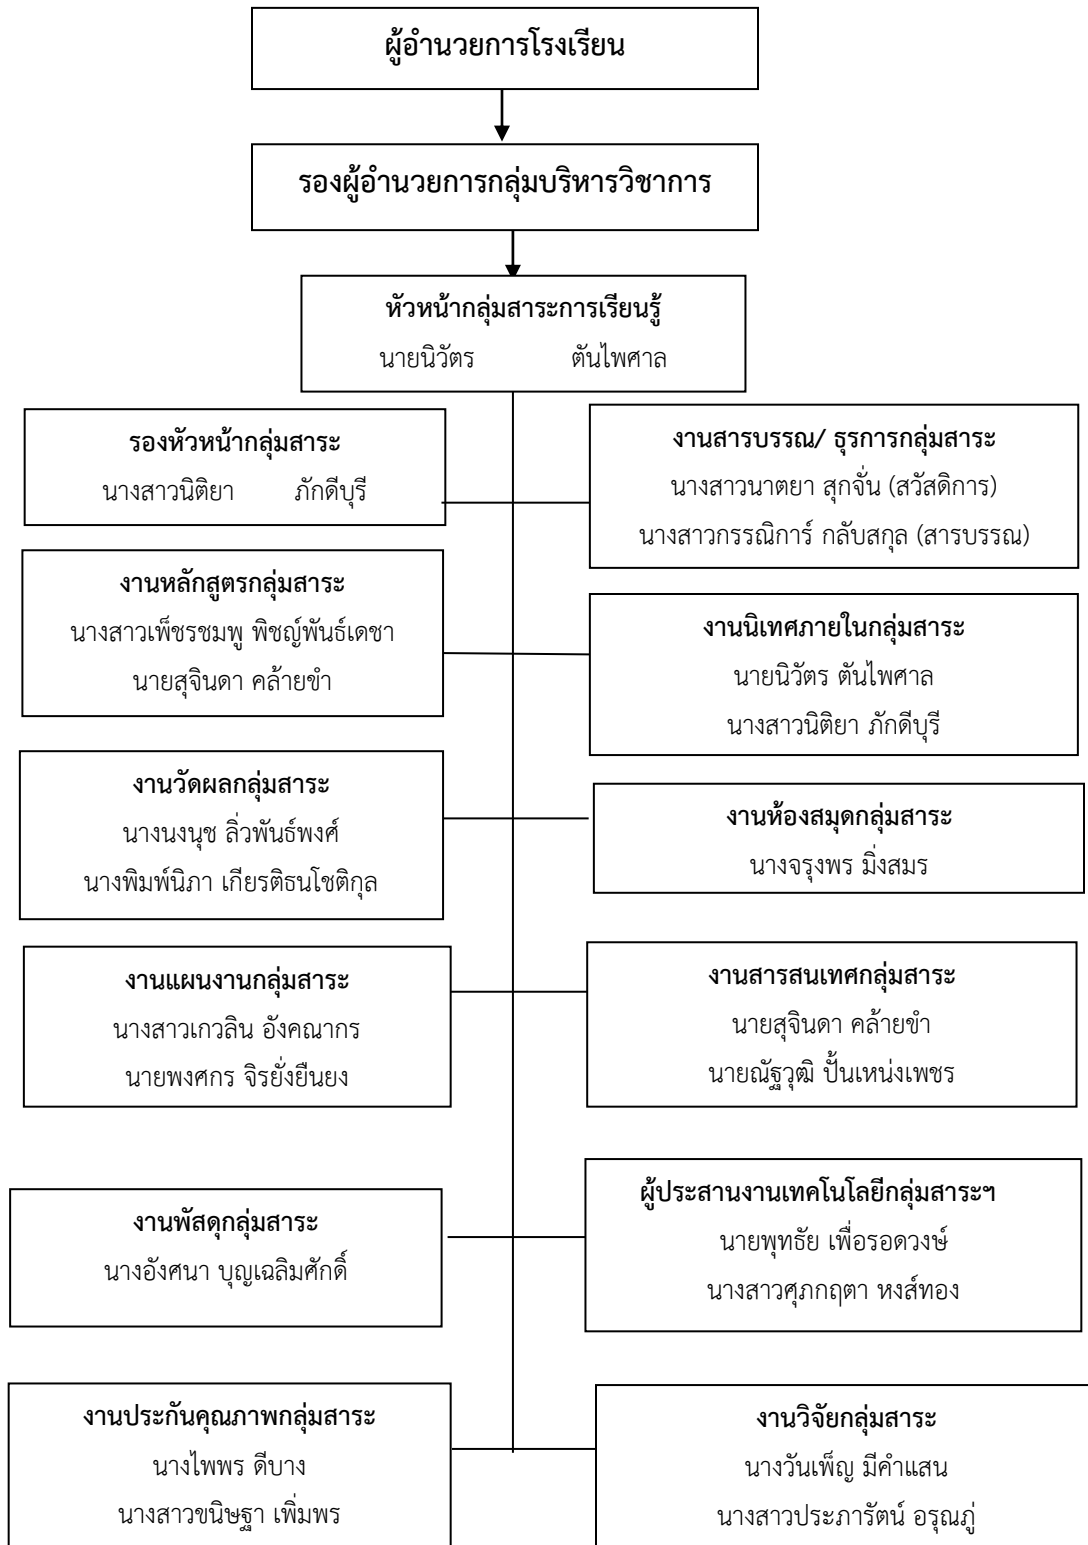 ผู้อำนวยการโรงเรียน
รองผู้อำนวยการกลุ่มบริหารวิชาการ
หัวหน้ากลุ่มสาระการเรียนรู้
นายนิวัตร ตันไพศาล
รองหัวหน้ากลุ่มสาระ
นางสาวนิติยา ภักดีบุรี
งานสารบรรณ/ ธุรการกลุ่มสาระ
นางสาวนาตยา สุกจั่น (สวัสดิการ)
นางสาวกรรณิการ์ กลับสกุล (สารบรรณ)
งานหลักสูตรกลุ่มสาระ
นางสาวเพ็ชรชมพู พิชญ์พันธ์เดชา
นายสุจินดา คล้ายขำ
งานนิเทศภายในกลุ่มสาระ
นายนิวัตร ตันไพศาล
นางสาวนิติยา ภักดีบุรี
งานวัดผลกลุ่มสาระ
นางนงนุช ลิ่วพันธ์พงศ์
นางพิมพ์นิภา เกียรติธนโชติกุล
งานห้องสมุดกลุ่มสาระ
นางจรุงพร มิ่งสมร
งานแผนงานกลุ่มสาระ
นางสาวเกวลิน อังคณากร
นายพงศกร จิรยั่งยืนยง
งานสารสนเทศกลุ่มสาระ
นายสุจินดา คล้ายขำ
นายณัฐวุฒิ ปั้นเหน่งเพชร
งานพัสดุกลุ่มสาระ
นางอังศนา บุญเฉลิมศักดิ์
ผู้ประสานงานเทคโนโลยีกลุ่มสาระฯ
นายพุทธัย เพื่อรอดวงษ์
นางสาวศุภกฤตา หงส์ทอง
งานประกันคุณภาพกลุ่มสาระ
นางไพพร ดีบาง
นางสาวขนิษฐา เพิ่มพร
งานวิจัยกลุ่มสาระ
นางวันเพ็ญ มีคำแสน
นางสาวประภารัตน์ อรุณภู่